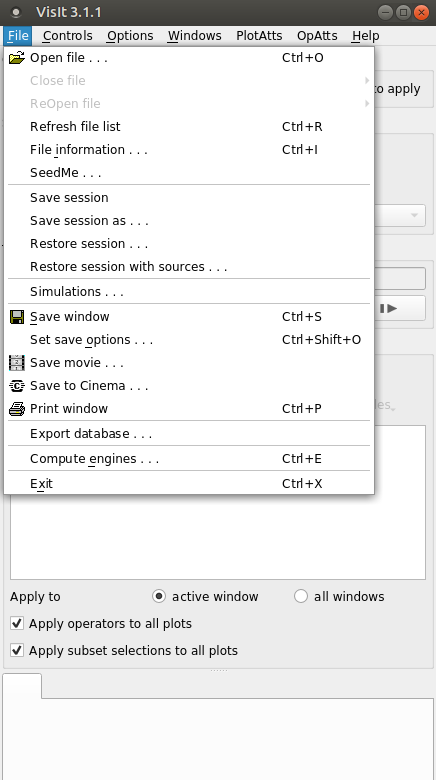 VisIt 3.1.1
File Controls Options Windows PlotAtts OpAtts Help
Open file . . . Ctrl+O
Close file
to apply
ReOpen file
Refresh file list Ctrl+R
File information . . . Ctrl+I
SeedMe . . .
Save session
Save session as . . .
Restore session . . .
Restore session with sources . . .
Simulations . . .
Save window Ctrl+S
Set save options . . . Ctrl+Shift+O
Save movie . . .
Save to Cinema . . .
Print window Ctrl+P
Export database . . .
Compute engines . . . Ctrl+E
Exit Ctrl+X
Apply to active window all windows
Apply operators to all plots
Apply subset selections to all plots